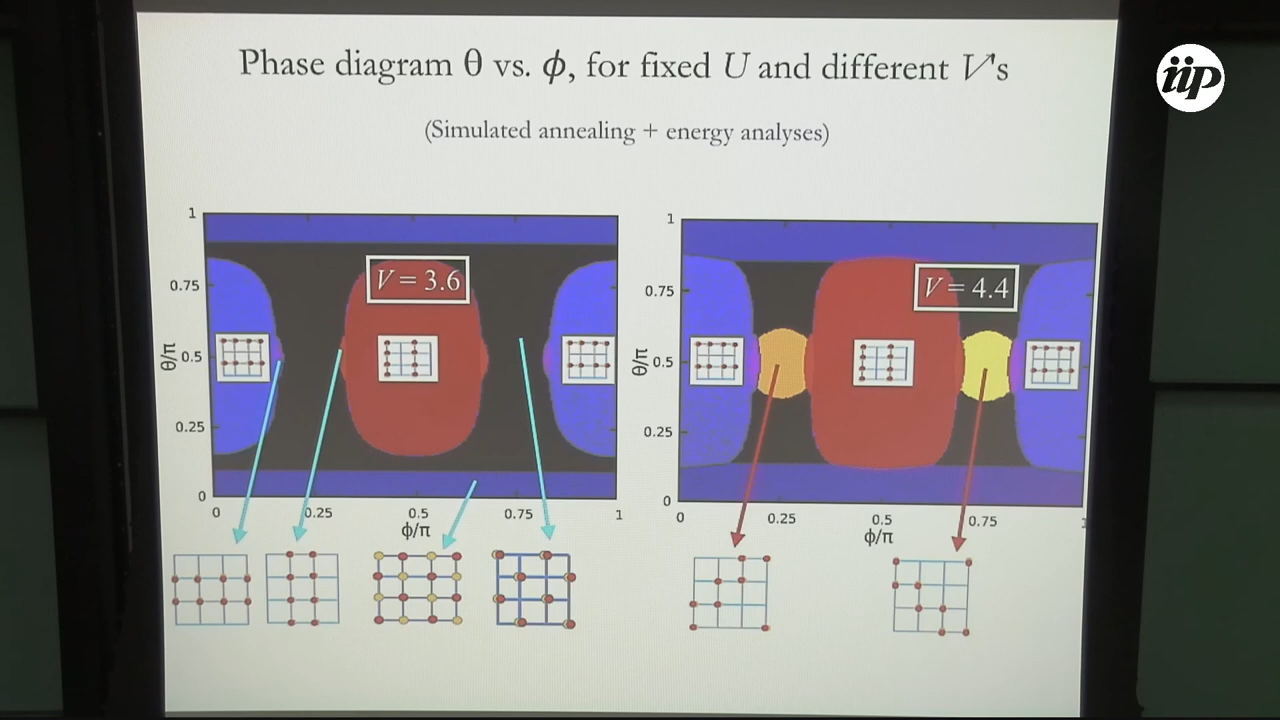 Phase diagram θ vs. ϕ, for fixed U and different V's
(Simulated annealing + energy analyses)
iip
1
0.75
0.5
0.25
0
θ/π
V = 3.6
0
0.25
0.5
0.75
1
ϕ/π
1
0.75
0.5
0.25
0
θ/π
V = 4.4
0
0.25
0.5
0.75
1
ϕ/π